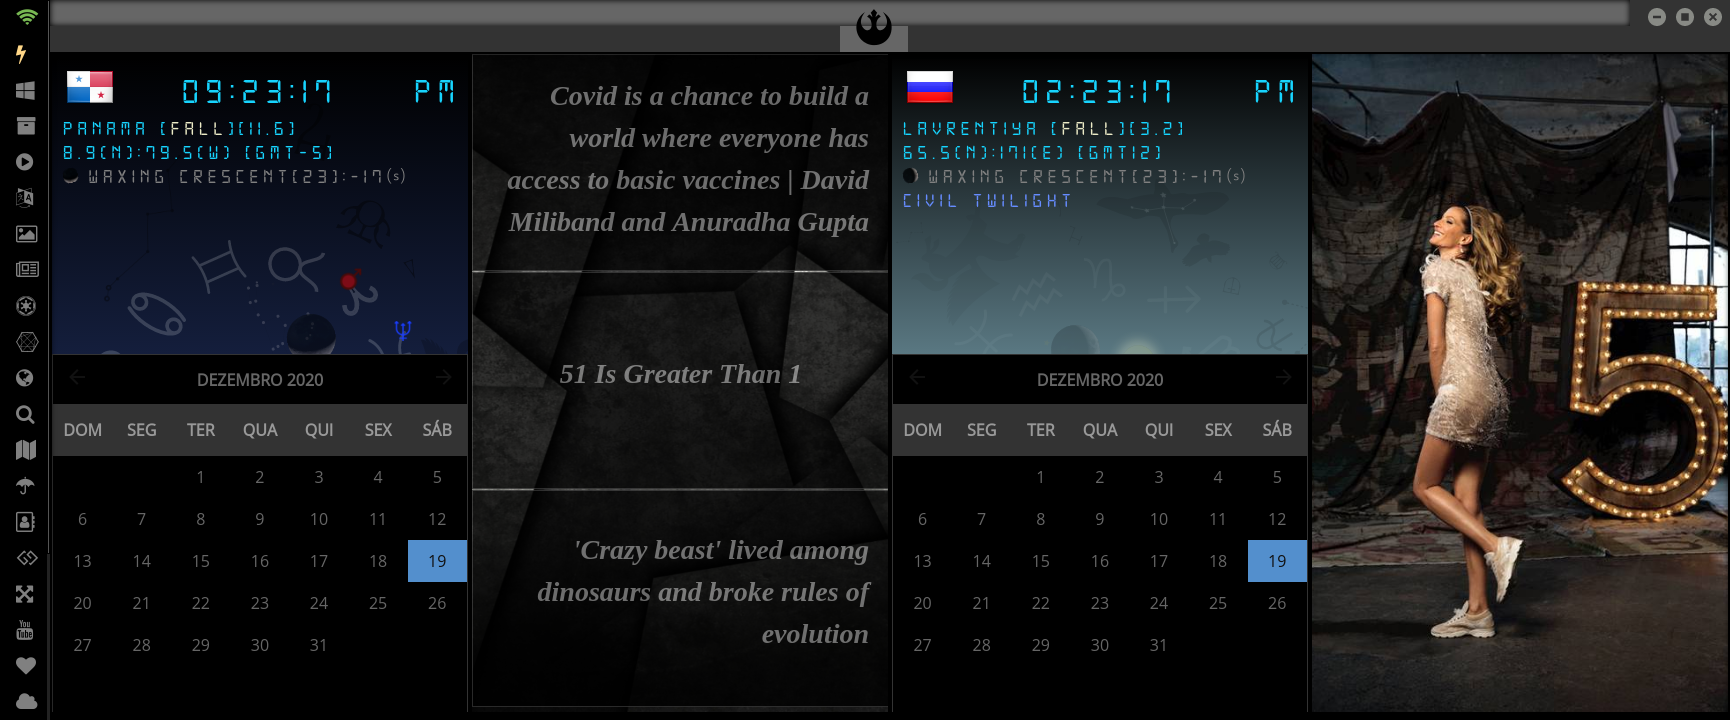 09:23:17 PM
PANAMA [FALL][11.6]
8.9(N):79.5(W) [GMT-5]
WAXING CRESCENT[23]:-17(s)
DEZEMBRO 2020
DOM SEG TER QUA QUI SEX SÁB
1 2 3 4 5
6 7 8 9 10 11 12
13 14 15 16 17 18 19
20 21 22 23 24 25 26
27 28 29 30 31
Covid is a chance to build a
world where everyone has
access to basic vaccines | David
Miliband and Anuradha Gupta
51 Is Greater Than 1
'Crazy beast' lived among
dinosaurs and broke rules of
evolution
02:23:17 PM
LAVRENTIYA [FALL][3.2]
65.5(N):171(E) [GMT12]
WAXING CRESCENT[23]:-17(s)
CIVIL TWILIGHT
DEZEMBRO 2020
DOM SEG TER QUA QUI SEX SÁB
1 2 3 4 5
6 7 8 9 10 11 12
13 14 15 16 17 18 19
20 21 22 23 24 25 26
27 28 29 30 31
5
You
Tube